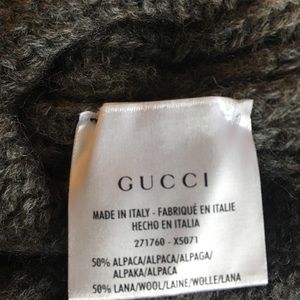 GUCCI
MADE IN ITALY - FABRIQUÉ EN ITALIE
HECHO EN ITALIA
271760 - X5071
50% ALPACA/ALPACA/ALPAGA/
ALPAKA/ALPACA
50% LANA/WOOL/LAINE/WOLLE/LANA